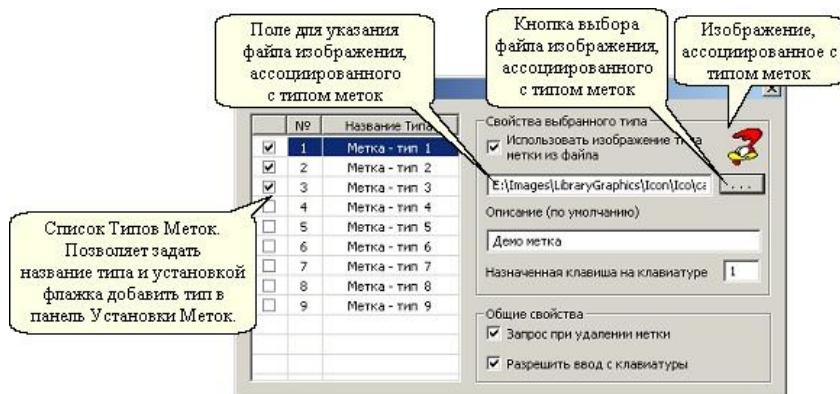 Поле для указания
файла изображения,
ассоциированного
с типом меток
Кнопка выбора
файла изображения,
ассоциированного
с типом меток
Изображение,
ассоциированное с
типом меток
Список Типов Меток.
Позволяет задать
название типа и установкой
флажка добавить тип в
панель Установки Меток.
№ Название Типа
1 Метка - тип 1
2 Метка - тип 2
3 Метка - тип 3
4 Метка - тип 4
5 Метка - тип 5
6 Метка - тип 6
7 Метка - тип 7
8 Метка - тип 8
9 Метка - тип 9
Свойства выбранного типа
Использовать изображение типа
метки из файла
E:\Images\LibraryGraphics\Icon\Ico\ca
...
Описание (по умолчанию)
Демо метка
Назначенная клавиша на клавиатуре 1
Общие свойства
Запрос при удалении метки
Разрешить ввод с клавиатуры